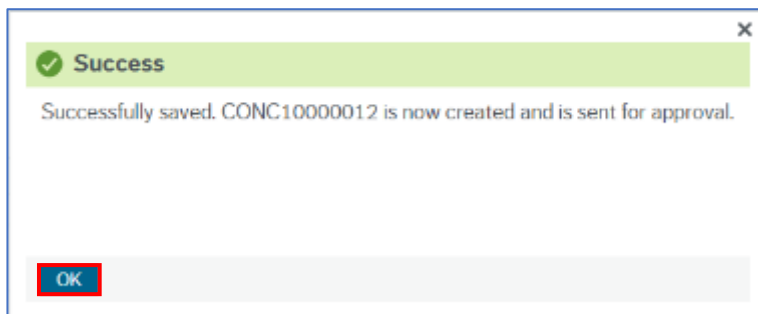 Success
Successfully saved. CONC10000012 is now created and is sent for approval.
OK